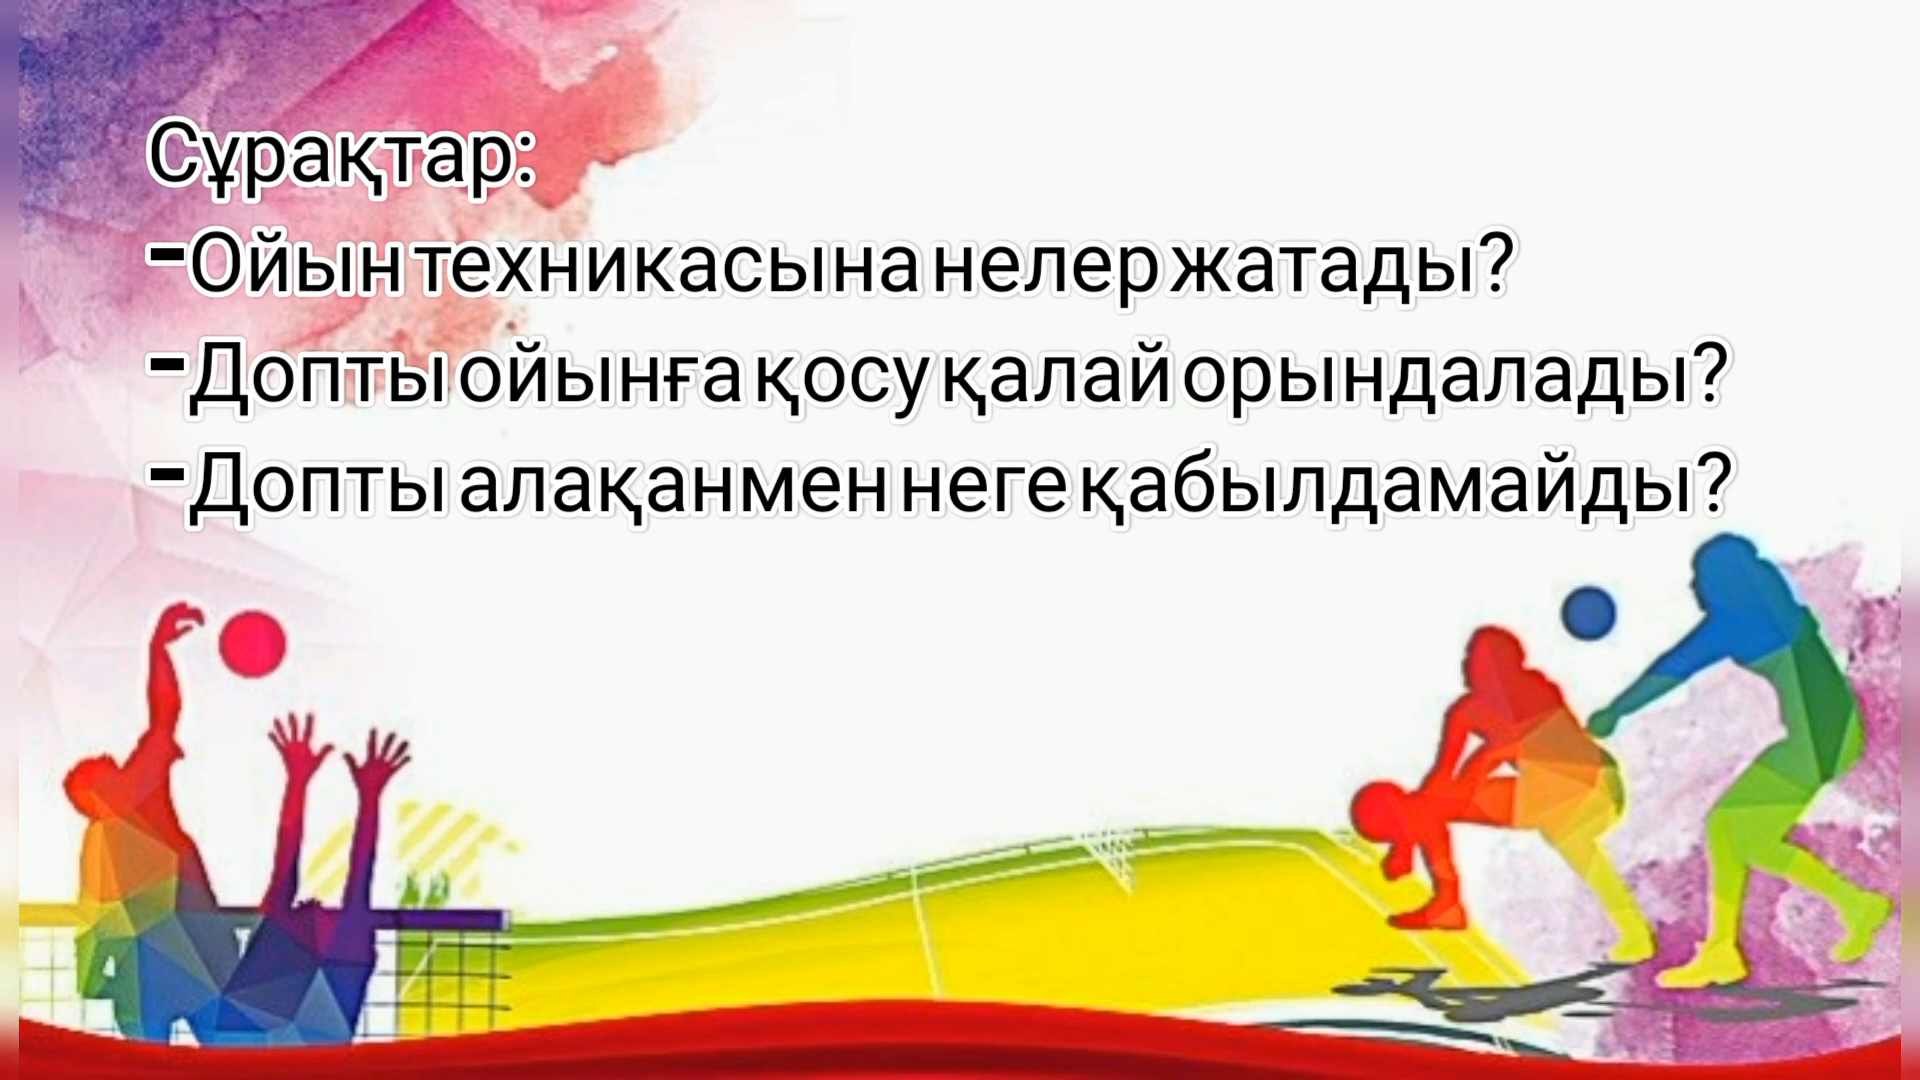 Сұрақтар:
-Ойын техникасына нелер жатады?
-Допты ойынға қосу қалай орындалады?
-Допты алақанмен неге қабылдамайды?